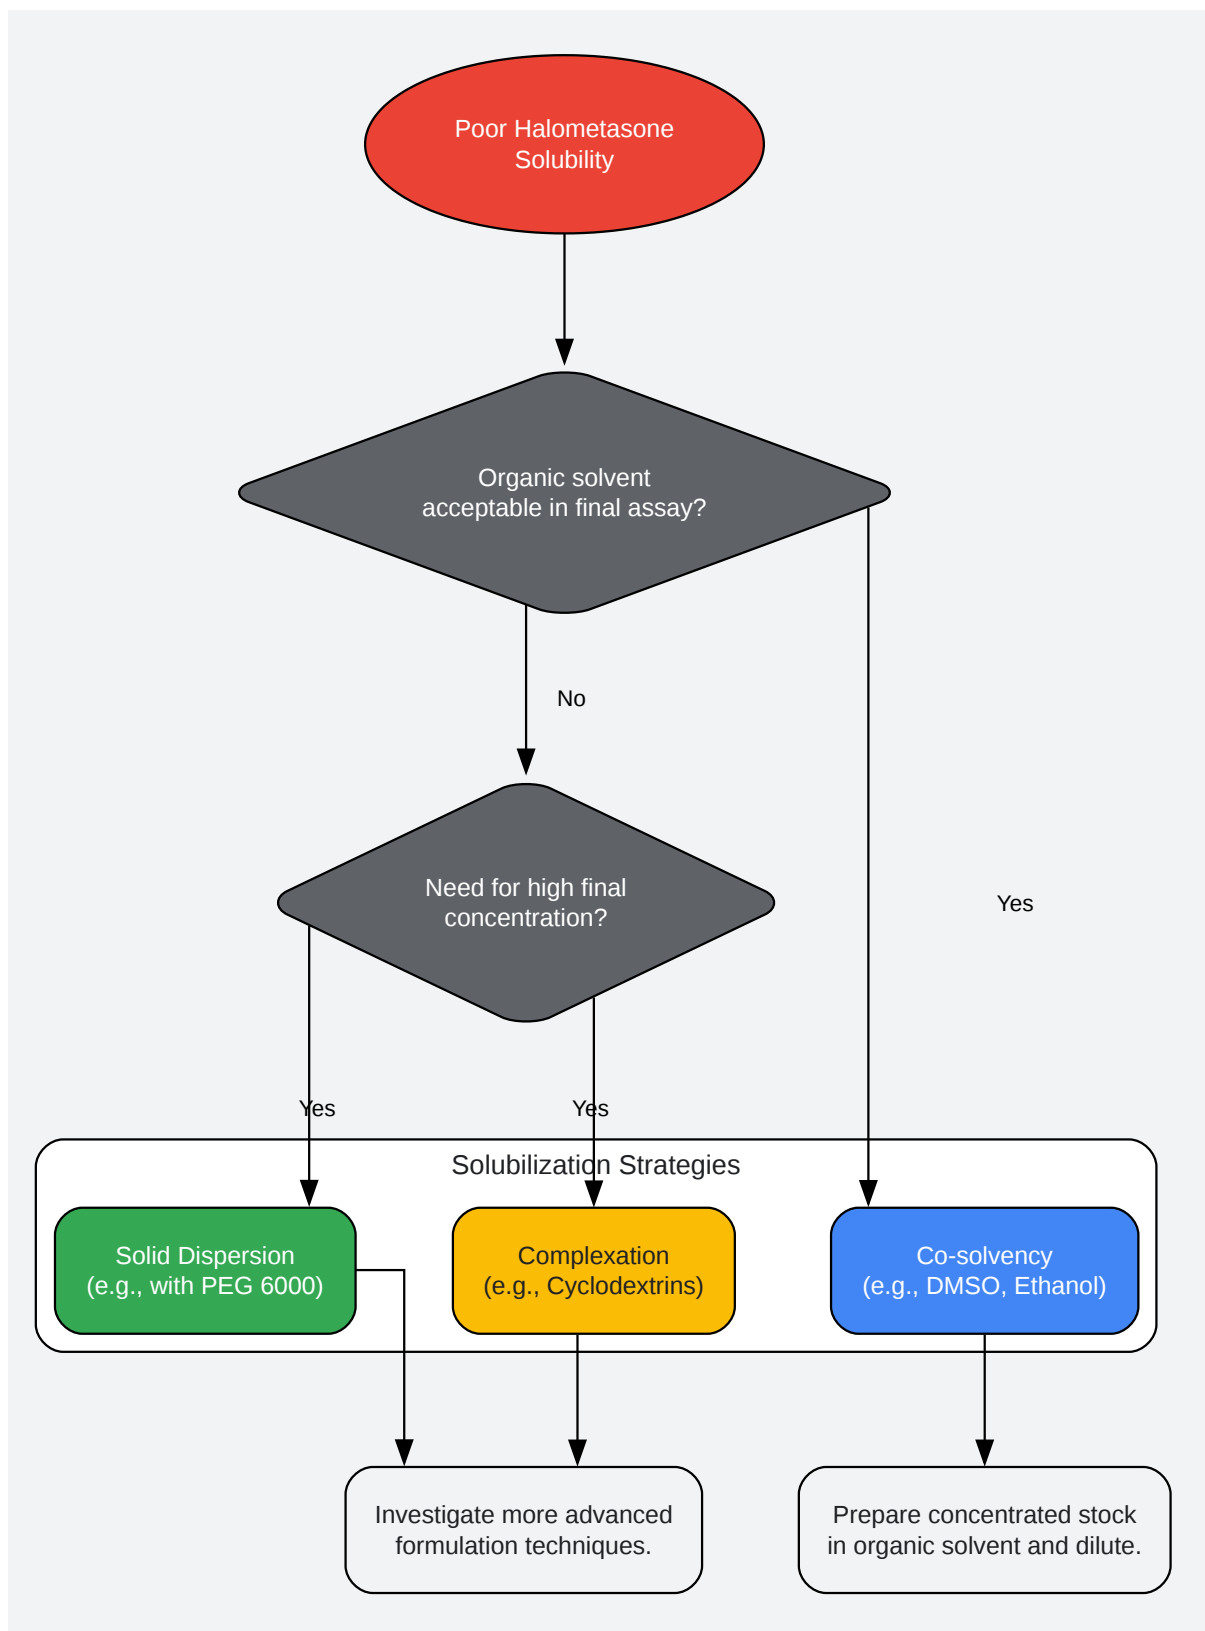 Poor Halometasone
Solubility
Organic solvent
acceptable in final assay?
No
Need for high final
concentration?
Yes
Yes
Yes
Solubilization Strategies
Solid Dispersion
(e.g., with PEG 6000)
Complexation
(e.g., Cyclodextrins)
Co-solvency
(e.g., DMSO, Ethanol)
Investigate more advanced
formulation techniques.
Prepare concentrated stock
in organic solvent and dilute.